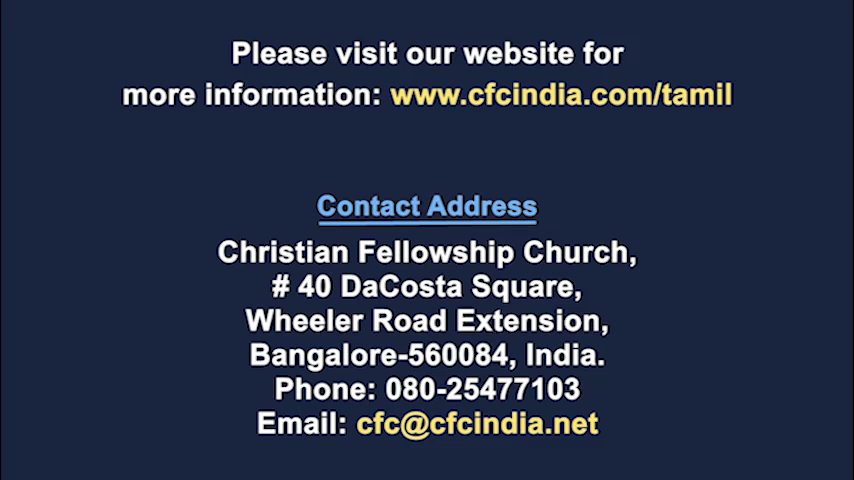 Please visit our website for
more information: www.cfcindia.com/tamil
Contact Address
Christian Fellowship Church,
# 40 DaCosta Square,
Wheeler Road Extension,
Bangalore-560084, India.
Phone: 080-25477103
Email: cfc@cfcindia.net